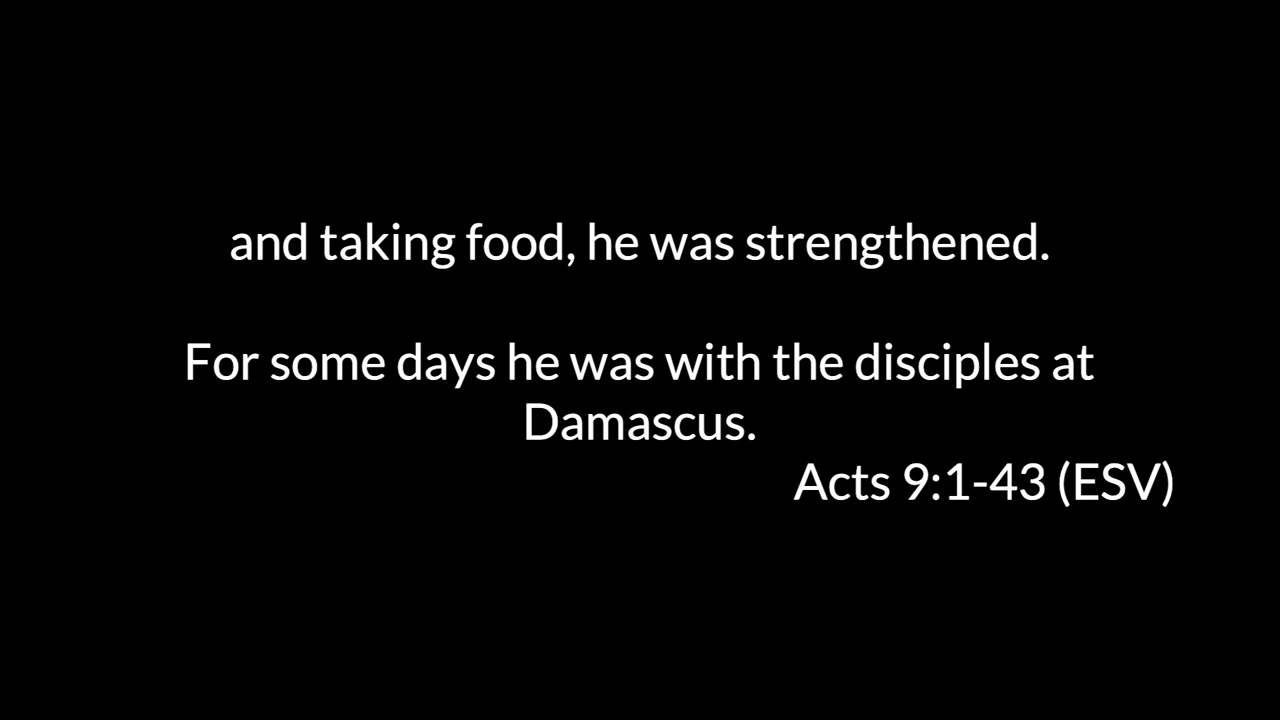 and taking food, he was strengthened.
For some days he was with the disciples at
Damascus.
Acts 9:1-43 (ESV)